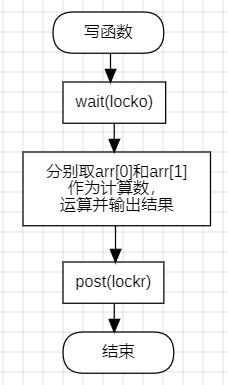 写函数
wait(locko)
分别取arr[0]和arr[1]
作为计算数，
运算并输出结果
post(lockr)
结束